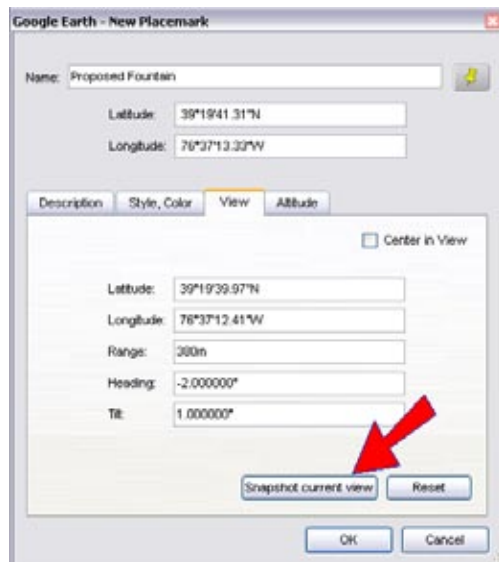 Google Earth - New Placemark
Name: Proposed Fountain
Latitude: 39°19'41.31"N
Longitude: 76°37'13.33"W
Description Style, Color View Altitude
Center in View
Latitude: 39°19'39.97"N
Longitude: 76°37'12.41"W
Range: 380m
Heading: -2.000000°
Tilt: 1.000000°
Snapshot current view Reset
OK Cancel